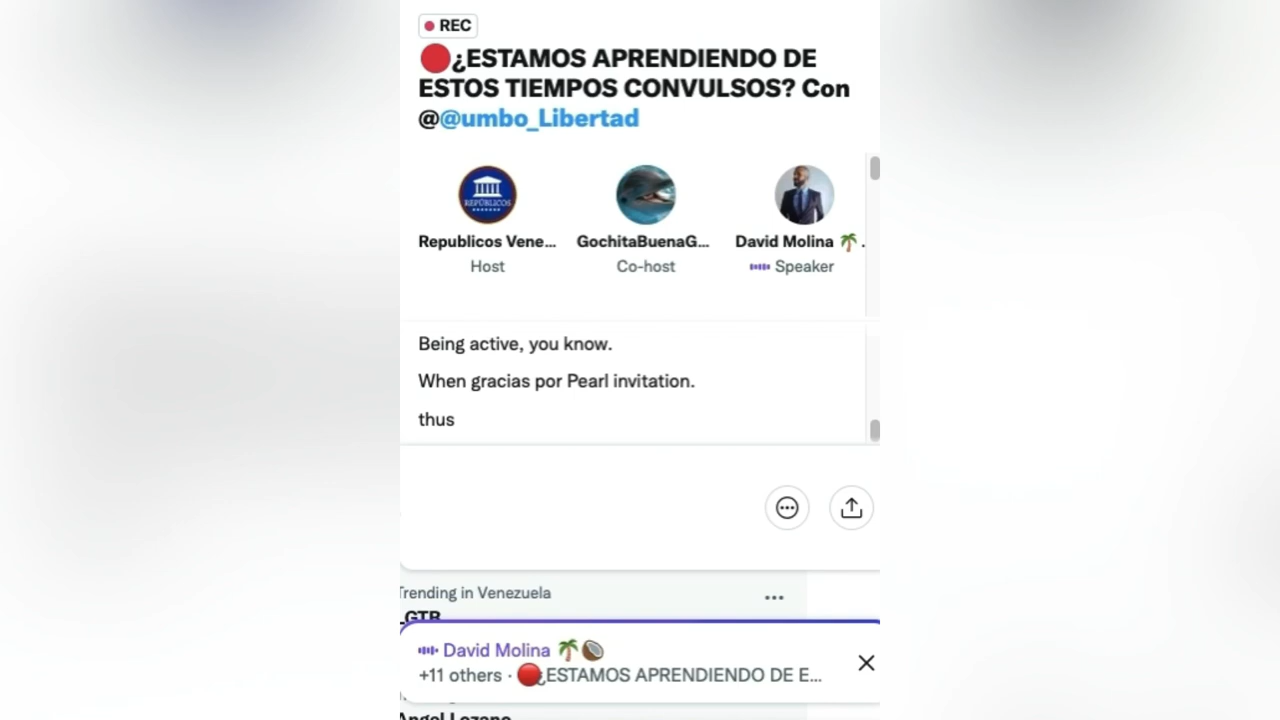 REC
🔴¿ESTAMOS APRENDIENDO DE
ESTOS TIEMPOS CONVULSOS? Con
@@umbo_Libertad
REPÚBLICOS
Republicos Vene...
GochitaBuenaG...
David Molina 🌴.
Host
Co-host
Speaker
Being active, you know.
When gracias por Pearl invitation.
thus
Trending in Venezuela
LGTB
David Molina 🌴🥥
+11 others · 🔴¿ESTAMOS APRENDIENDO DE E...
Angel Lozano